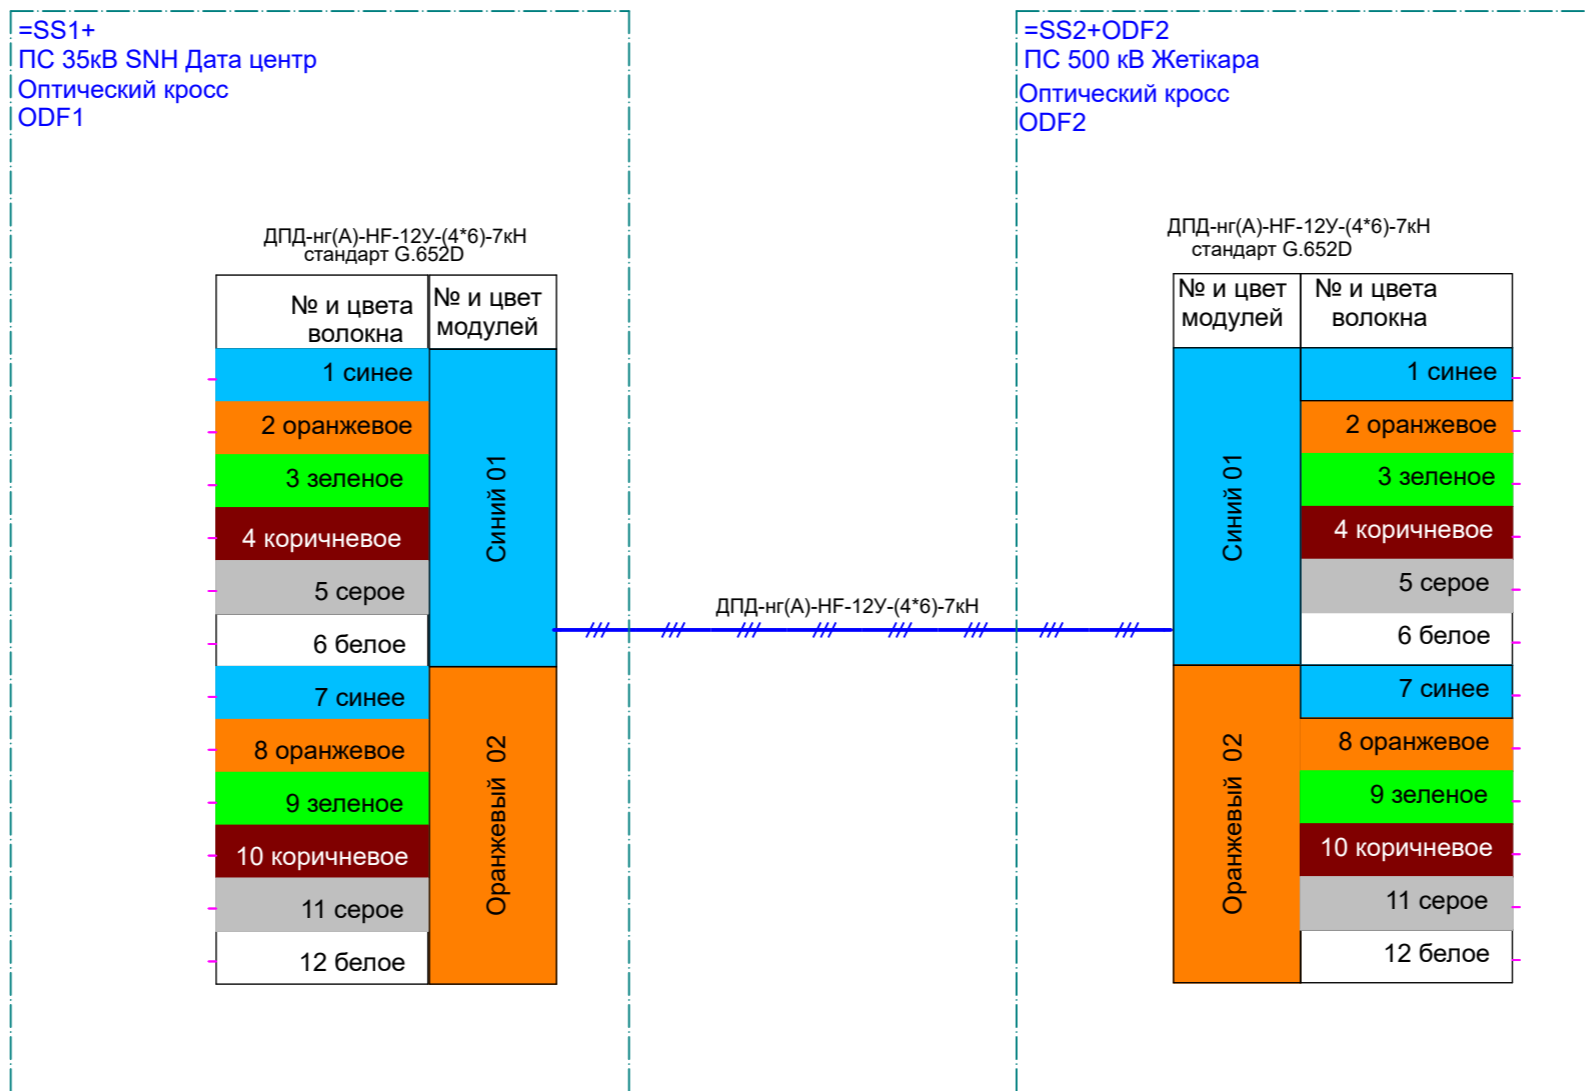 =SS1+
ПС 35кВ SNH Дата центр
Оптический кросс
ODF1
ДПД-нг(А)-HF-12У-(4*6)-7кН
стандарт G.652D
№ и цвета
волокна
№ и цвет
модулей
1 синее
2 оранжевое
3 зеленое
4 коричневое
5 серое
6 белое
7 синее
8 оранжевое
9 зеленое
10 коричневое
11 серое
12 белое
Синий 01
Оранжевый 02
ДПД-нг(А)-HF-12У-(4*6)-7кН
=SS2+ODF2
ПС 500 кВ Жетікара
Оптический кросс
ODF2
ДПД-нг(А)-HF-12У-(4*6)-7кН
стандарт G.652D
№ и цвет
модулей
№ и цвета
волокна
Синий 01
Оранжевый 02
1 синее
2 оранжевое
3 зеленое
4 коричневое
5 серое
6 белое
7 синее
8 оранжевое
9 зеленое
10 коричневое
11 серое
12 белое